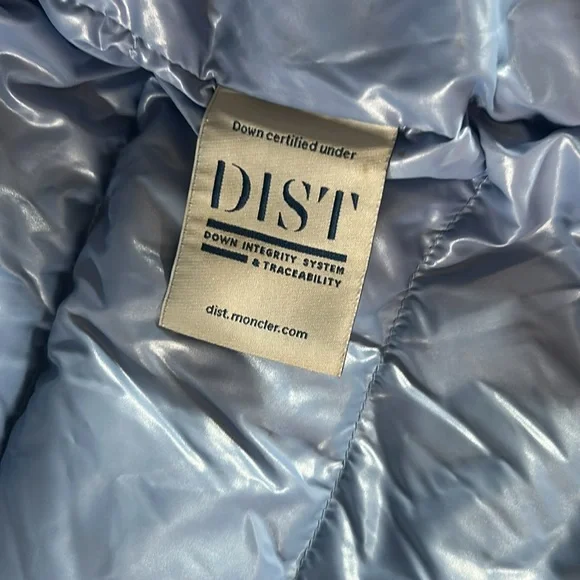 Down certified under
DIST
DOWN INTEGRITY SYSTEM
& TRACEABILITY
dist.moncler.com